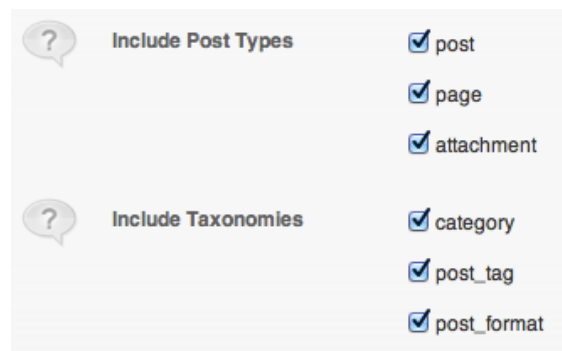 ? Include Post Types post
page
attachment
? Include Taxonomies category
post_tag
post_format